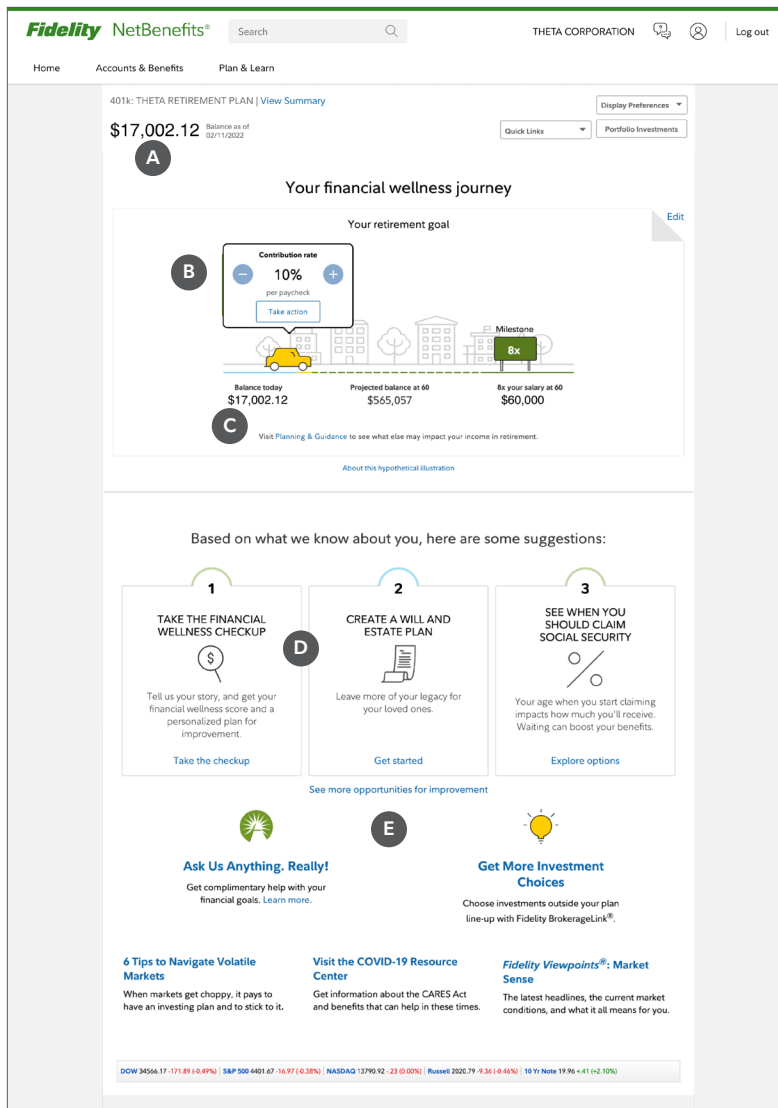 Fidelity NetBenefits®
Search
THETA CORPORATION
Log out
Home
Accounts & Benefits
Plan & Learn
401k: THETA RETIREMENT PLAN | View Summary
Display Preferences
$17,002.12
Balance as of
02/11/2022
Quick Links
Portfolio Investments
A
Your financial wellness journey
Your retirement goal
Edit
Contribution rate
B
− 10% +
per paycheck
Take action
Milestone
8x
Balance today
$17,002.12
Projected balance at 60
$565,057
8x your salary at 60
$60,000
C
Visit Planning & Guidance to see what else may impact your income in retirement.
About this hypothetical illustration
Based on what we know about you, here are some suggestions:
1
TAKE THE FINANCIAL
WELLNESS CHECKUP
$
Tell us your story, and get your
financial wellness score and a
personalized plan for
improvement.
Take the checkup
D
2
CREATE A WILL AND
ESTATE PLAN
Leave more of your legacy for
your loved ones.
Get started
3
SEE WHEN YOU
SHOULD CLAIM
SOCIAL SECURITY
Your age when you start claiming
impacts how much you'll receive.
Waiting can boost your benefits.
Explore options
See more opportunities for improvement
E
Ask Us Anything. Really!
Get complimentary help with your
financial goals. Learn more.
Get More Investment
Choices
Choose investments outside your plan
line-up with Fidelity BrokerageLink®.
6 Tips to Navigate Volatile
Markets
When markets get choppy, it pays to
have an investing plan and to stick to it.
Visit the COVID-19 Resource
Center
Get information about the CARES Act
and benefits that can help in these times.
Fidelity Viewpoints®: Market
Sense
The latest headlines, the current market
conditions, and what it all means for you.
DOW 34566.17 -171.89 (-0.49%) | S&P 500 4401.67 -16.97 (-0.38%) | NASDAQ 13790.92 -.23 (0.00%) | Russell 2020.79 -9.36 (-0.46%) | 10 Yr Note 19.96 +.41 (+2.10%)